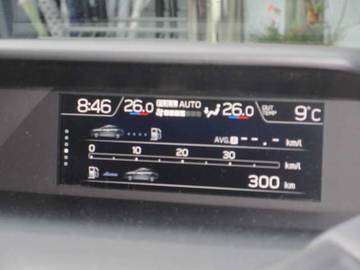 8:46 26.0 FULL AUTO 26.0 OUT TEMP 9°C
AVG. A --.- km/l
0 10 20 30 km/l
300 km